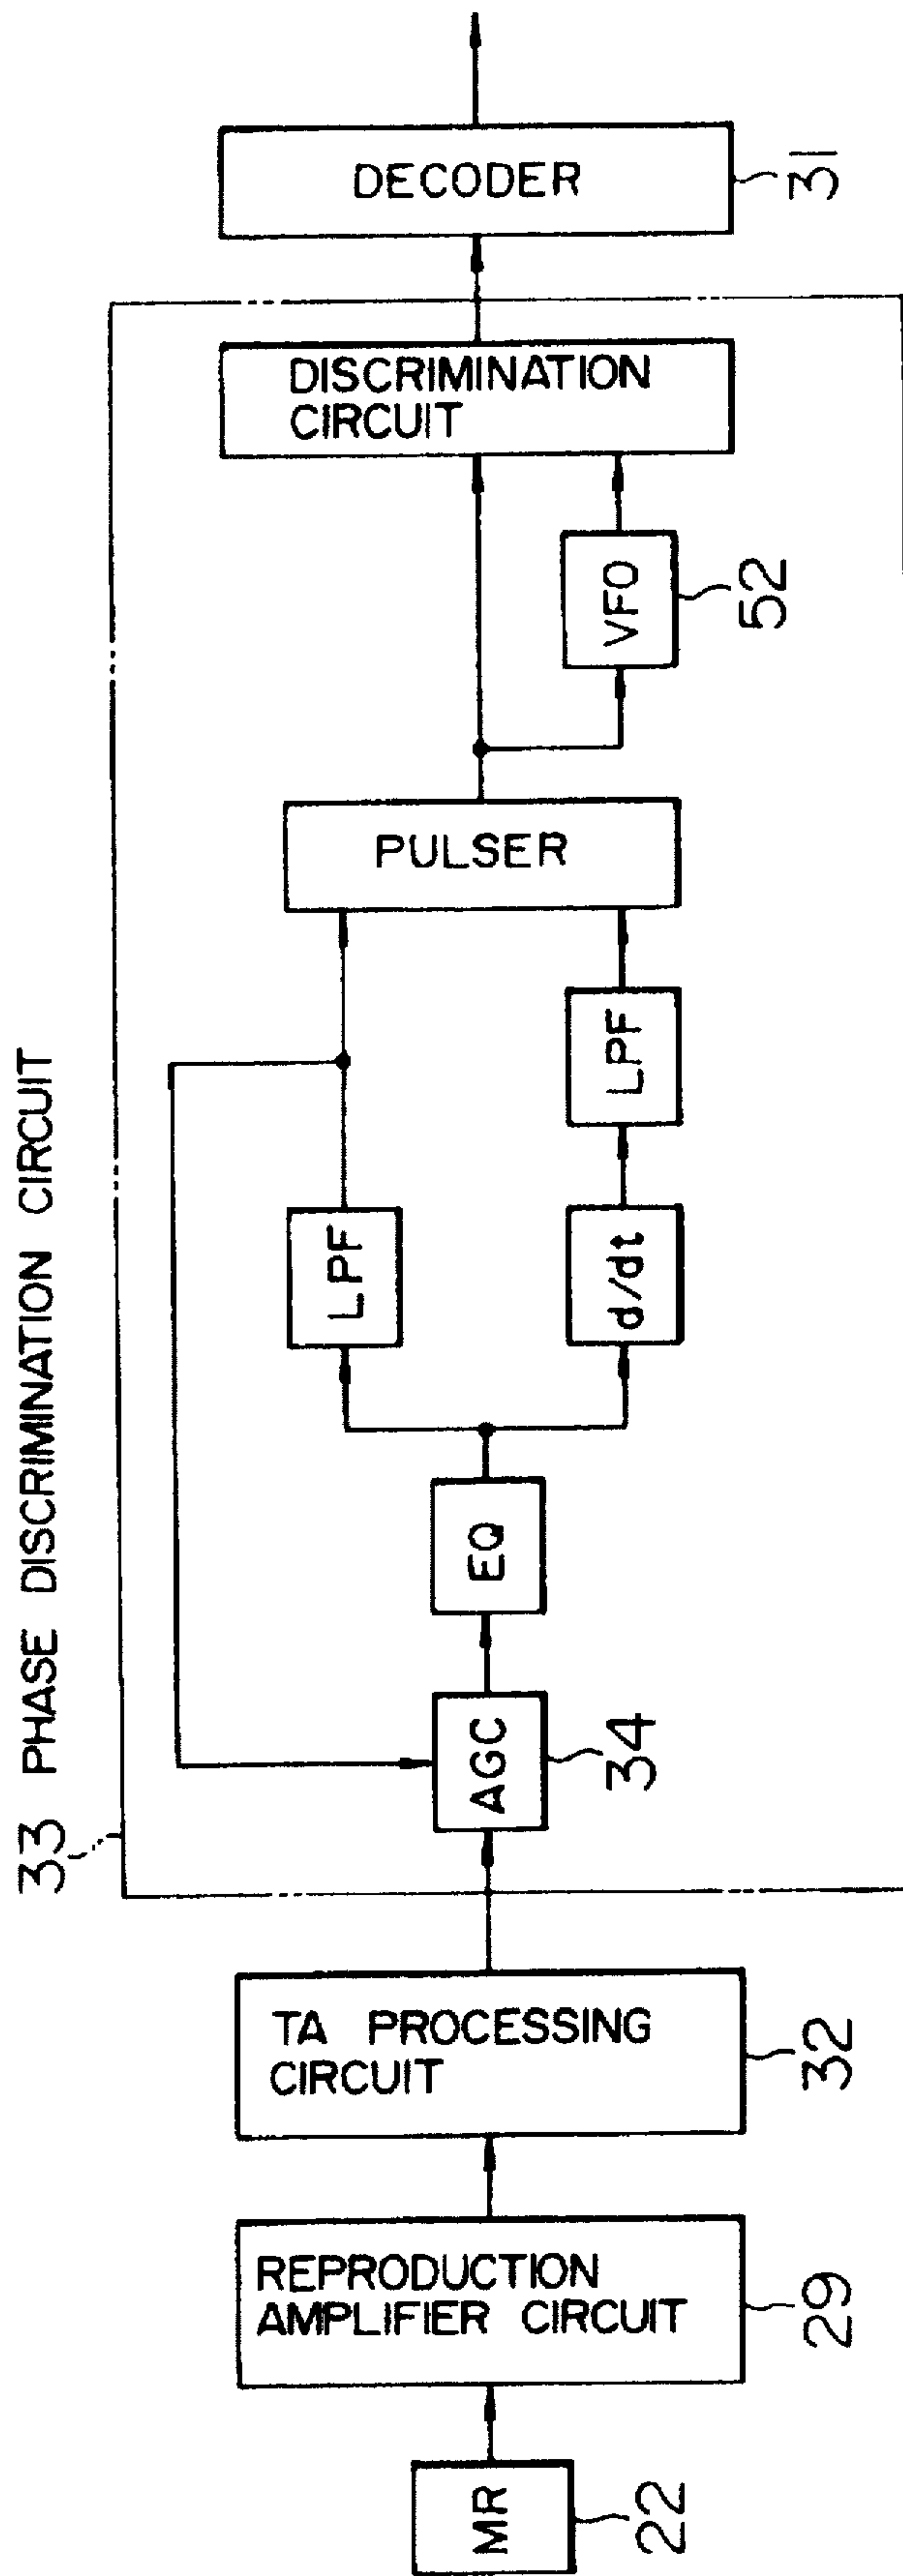 33 PHASE DISCRIMINATION CIRCUIT
MR
22
REPRODUCTION
AMPLIFIER CIRCUIT
29
TA PROCESSING
CIRCUIT
32
AGC
34
EQ
LPF
d/dt
LPF
PULSER
VFO
52
DISCRIMINATION
CIRCUIT
DECODER
31